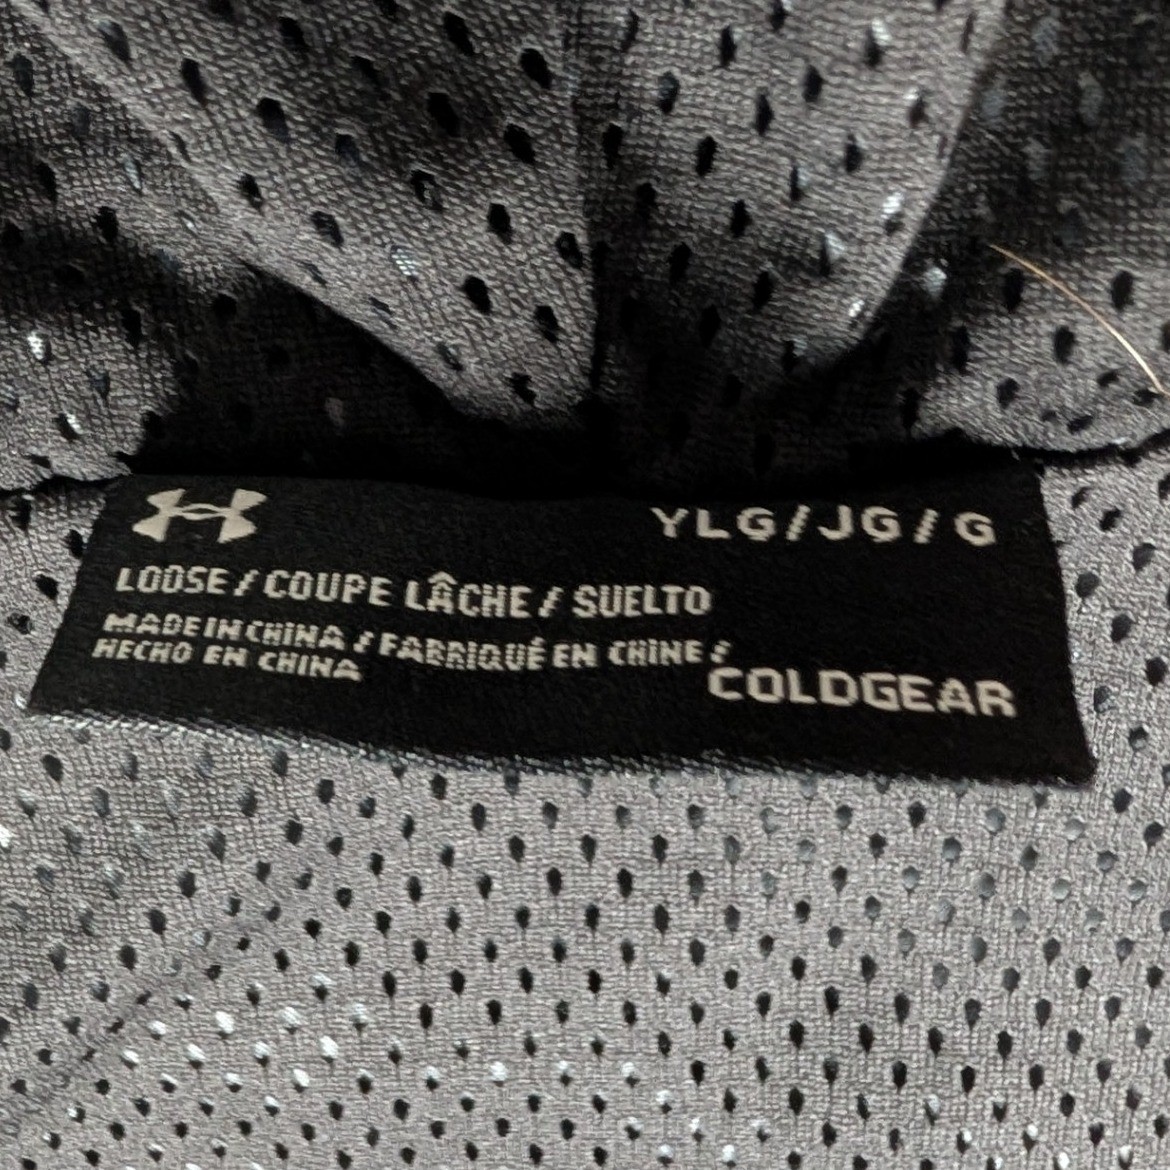 YLG/JG/G
LOOSE / COUPE LÂCHE / SUELTO
MADE IN CHINA / FABRIQUÉ EN CHINE /
HECHO EN CHINA
COLDGEAR